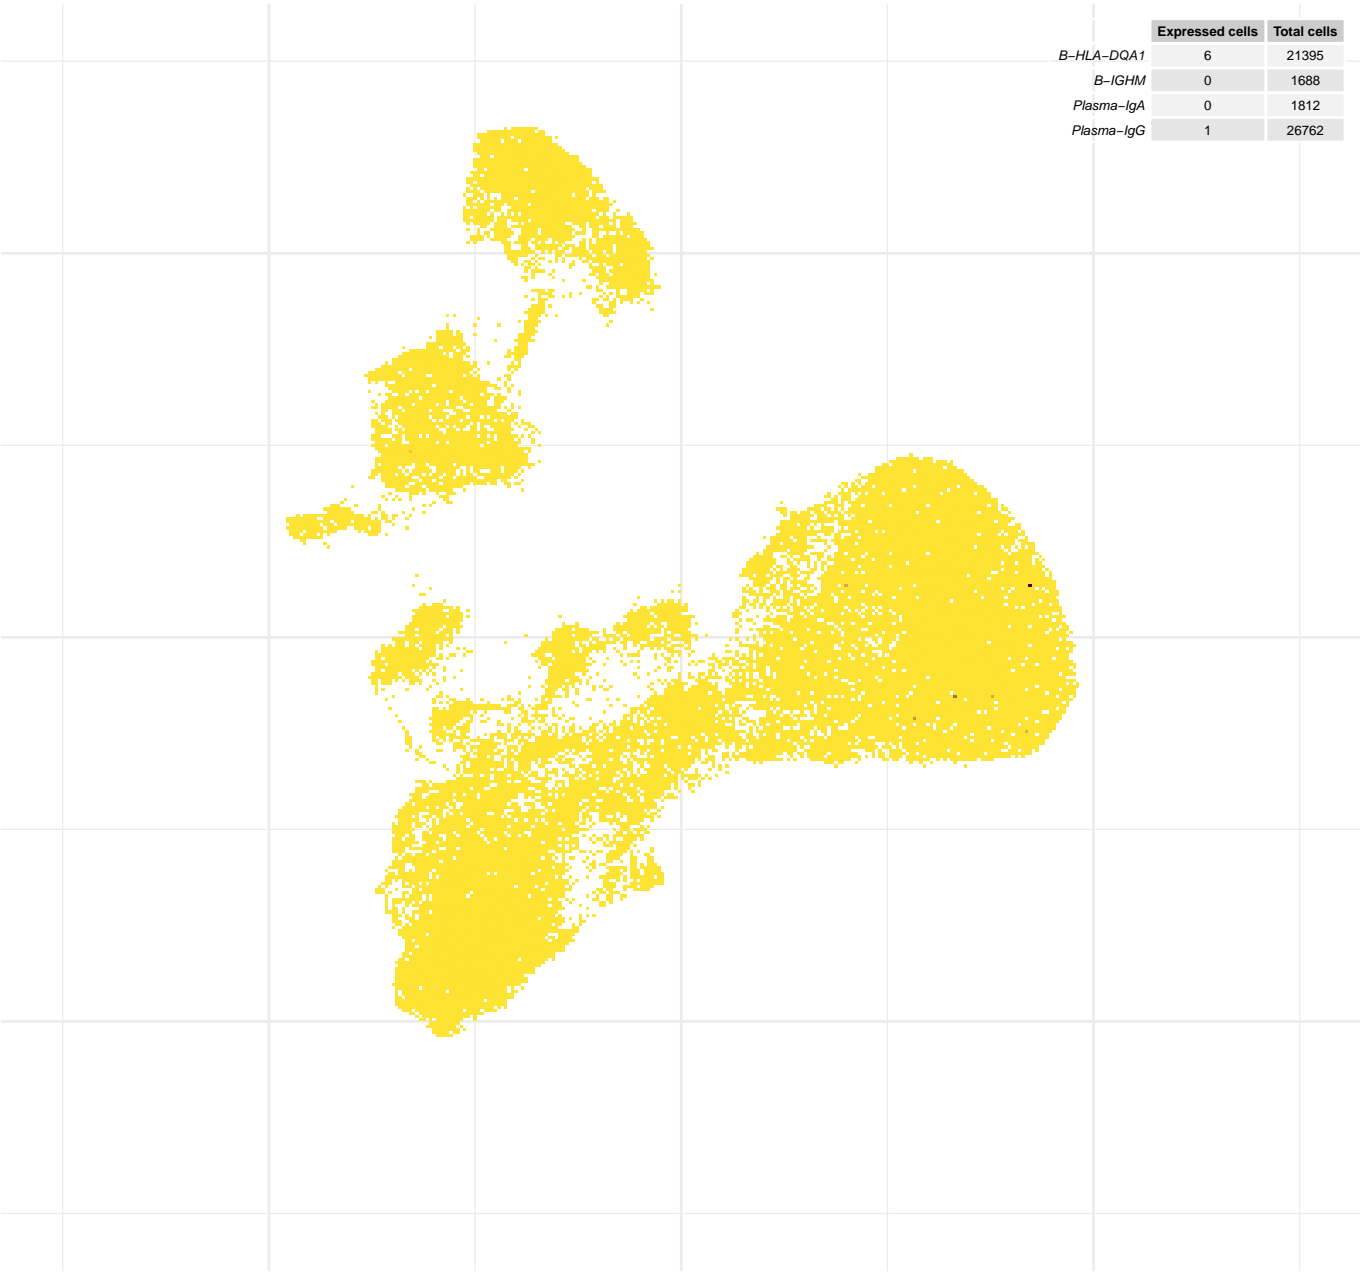 Expressed cells Total cells
B−HLA−DQA1 6 21395
B−IGHM 0 1688
Plasma−IgA 0 1812
Plasma−IgG 1 26762